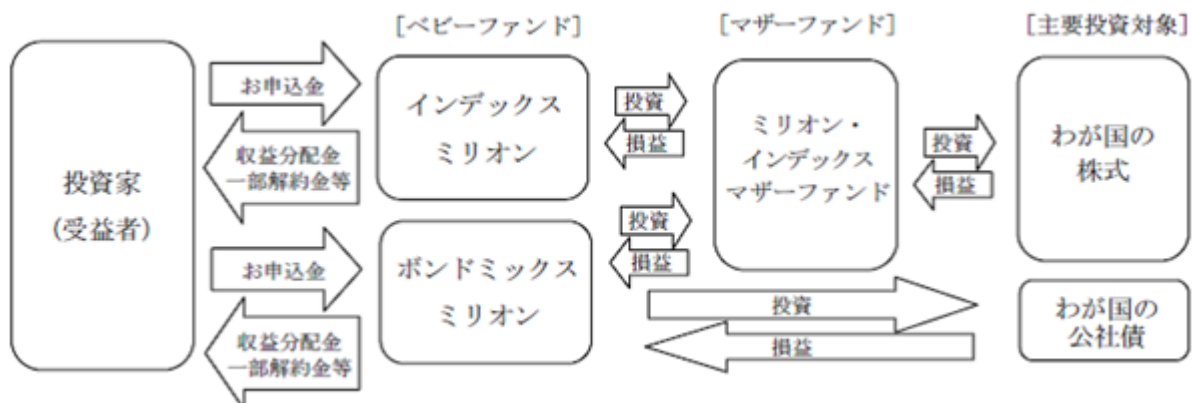 ［ベビーファンド］
［マザーファンド］
［主要投資対象］
投資家
(受益者)
お申込金
収益分配金
一部解約金等
お申込金
収益分配金
一部解約金等
インデックス
ミリオン
ボンドミックス
ミリオン
投資
損益
投資
損益
ミリオン・
インデックス
マザーファンド
投資
損益
わが国の
株式
投資
損益
わが国の
公社債